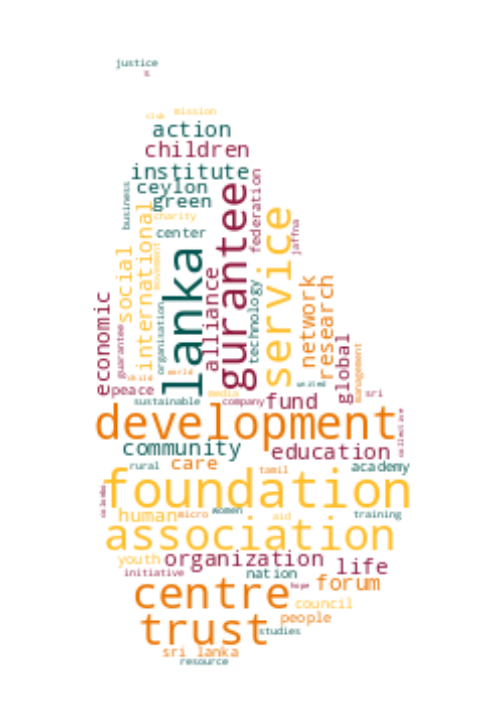 justice
s
club mission
action
children
institute
ceylon
green
business
charity
center
federation
jaffna
service
gurantee
lanka
international
social
movement
organisation
alliance
technology
network
research
economic
guarantee
global
management
child world
united
peace
media
sri
sustainable
company
fund
development
collective
community
education
rural
care
tamil
academy
foundation
colombo
human
micro
women
aid
training
association
youth
organization
life
initiative
nation
hope
forum
centre
council
people
trust
studies
sri lanka
resource